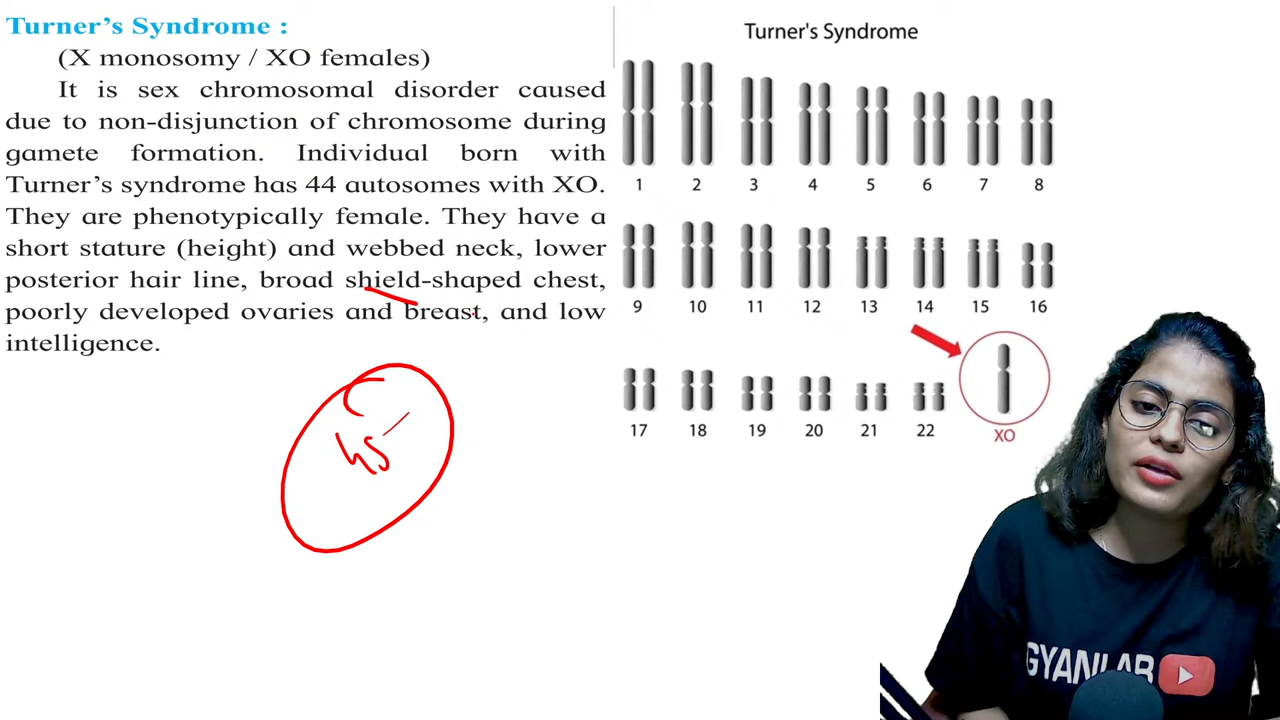 Turner's Syndrome :
(X monosomy / XO females)
It is sex chromosomal disorder caused
due to non-disjunction of chromosome during
gamete formation. Individual born with
Turner's syndrome has 44 autosomes with XO.
They are phenotypically female. They have a
short stature (height) and webbed neck, lower
posterior hair line, broad shield-shaped chest,
poorly developed ovaries and breast, and low
intelligence.
Turner's Syndrome
1 2 3 4 5 6 7 8
9 10 11 12 13 14 15 16
17 18 19 20 21 22 XO
GYANLAB